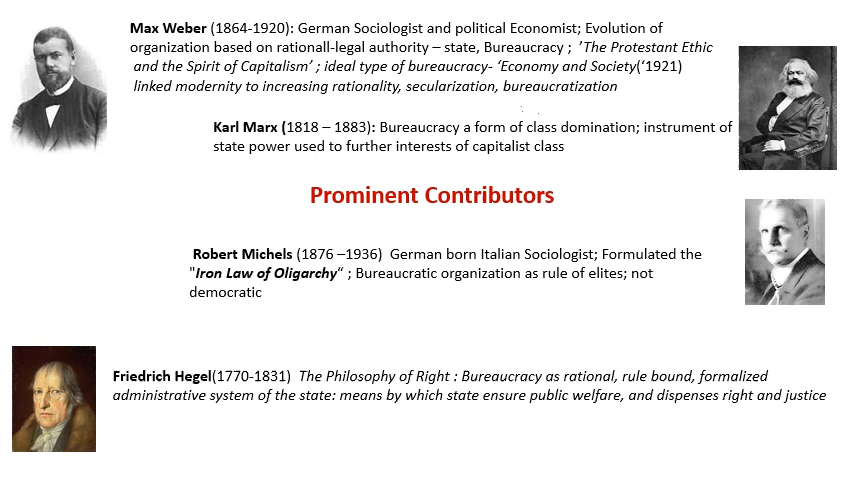 Max Weber (1864-1920): German Sociologist and political Economist; Evolution of
organization based on rationall-legal authority – state, Bureaucracy ; ’The Protestant Ethic
and the Spirit of Capitalism’ ; ideal type of bureaucracy- ‘Economy and Society(‘1921)
linked modernity to increasing rationality, secularization, bureaucratization
Karl Marx (1818 – 1883): Bureaucracy a form of class domination; instrument of
state power used to further interests of capitalist class
Prominent Contributors
Robert Michels (1876 –1936)  German born Italian Sociologist; Formulated the
"Iron Law of Oligarchy“ ; Bureaucratic organization as rule of elites; not
democratic
Friedrich Hegel(1770-1831)  The Philosophy of Right : Bureaucracy as rational, rule bound, formalized
administrative system of the state: means by which state ensure public welfare, and dispenses right and justice